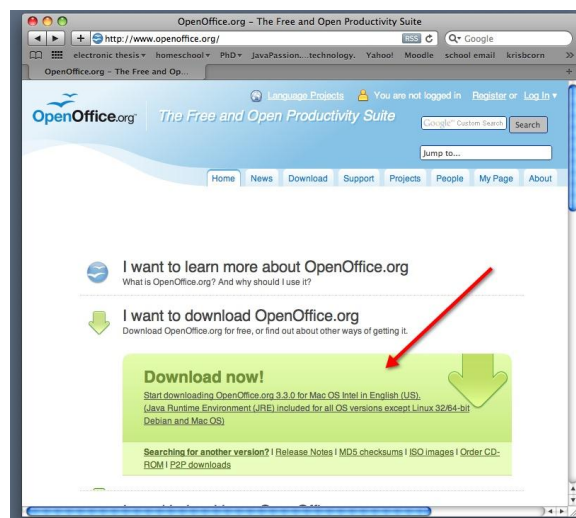 OpenOffice.org – The Free and Open Productivity Suite
http://www.openoffice.org/ RSS Google
electronic thesis homeschool PhD JavaPassion....technology. Yahoo! Moodle school email krisbcorn
OpenOffice.org – The Free and Op...
Language Projects You are not logged in Register or Log In
OpenOffice.org The Free and Open Productivity Suite
Google™ Custom Search Search
Jump to...
Home News Download Support Projects People My Page About
I want to learn more about OpenOffice.org
What is OpenOffice.org? And why should I use it?
I want to download OpenOffice.org
Download OpenOffice.org for free, or find out about other ways of getting it.
Download now!
Start downloading OpenOffice.org 3.3.0 for Mac OS Intel in English (US).
(Java Runtime Environment (JRE) included for all OS versions except Linux 32/64-bit
Debian and Mac OS)
Searching for another version? | Release Notes | MD5 checksums | ISO images | Order CD-
ROM | P2P downloads